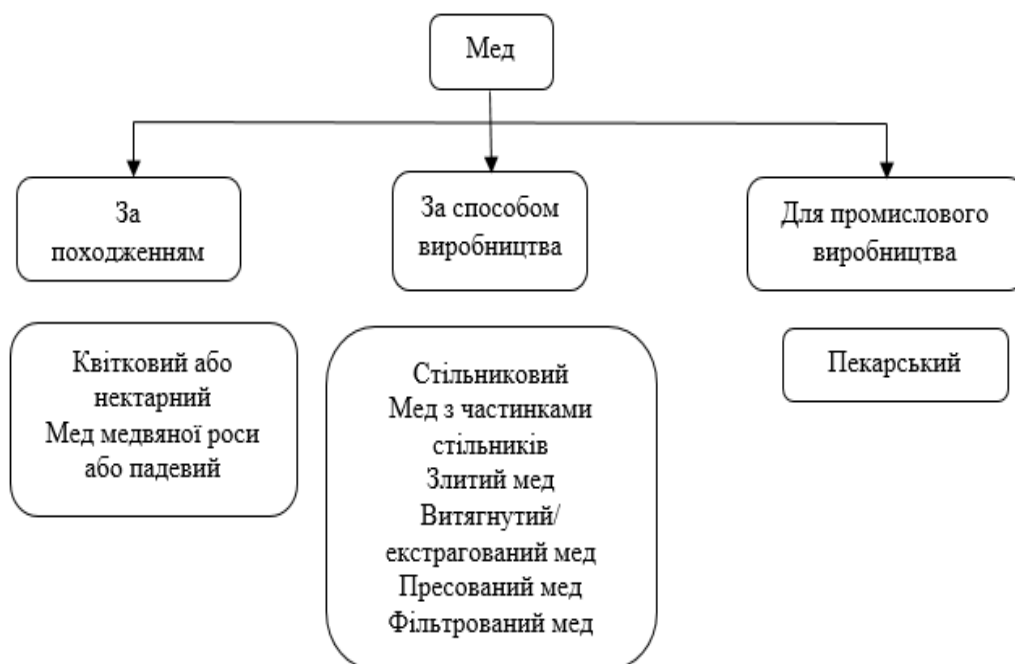 Мед
За
походженням
За способом
виробництва
Для промислового
виробництва
Квітковий або
нектарний
Мед медвяної роси
або падевий
Стільниковий
Мед з частинками
стільників
Злитий мед
Витягнутий/
екстрагований мед
Пресований мед
Фільтрований мед
Пекарський